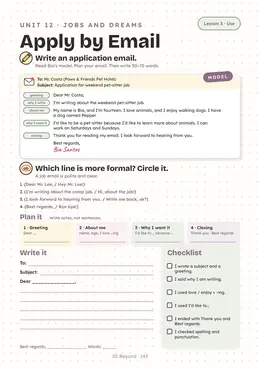 UNIT 12 · JOBS AND DREAMS
Lesson 3 · Use
Apply by Email
Write an application email.
Read Bia's model. Plan your email. Then write 50–70 words.
MODEL
To: Mr. Costa (Paws & Friends Pet Hotel)
Subject: Application for weekend pet-sitter job
greeting
Dear Mr. Costa,
why I write
I'm writing about the weekend pet-sitter job.
about me
My name is Bia, and I'm fourteen. I love animals, and I enjoy walking dogs. I have
a dog named Pepper.
why I want it
I'd like to be a pet-sitter because I'd like to learn more about animals. I can
work on Saturdays and Sundays.
closing
Thank you for reading my email. I look forward to hearing from you.
Best regards,
Bia Santos
Which line is more formal? Circle it.
A job email is polite and clear.
1. (Dear Mr. Lee, / Hey Mr. Lee!)
2. (I'm writing about the camp job. / Hi, about the job!)
3. (I look forward to hearing from you. / Write me back, ok?)
4. (Best regards, / Bye bye!)
Plan it
Write notes, not sentences.
1 · Greeting
Dear ...
2 · About me
name, age, I love ...ing
3 · Why I want it
I'd like to... because...
4 · Closing
Thank you · Best regards
Write it
To:
Subject:
Dear
Best regards,
Words:
Checklist
I wrote a subject and a
greeting.
I said why I am writing.
I used love / enjoy + -ing.
I used I'd like to...
I ended with Thank you and
Best regards.
I checked spelling and
punctuation.